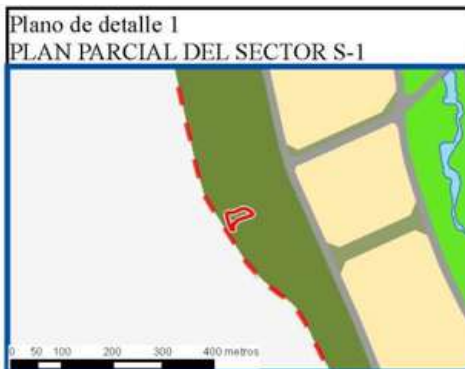 Plano de detalle 1
PLAN PARCIAL DEL SECTOR S-1
0 50 100 200 300 400 metros